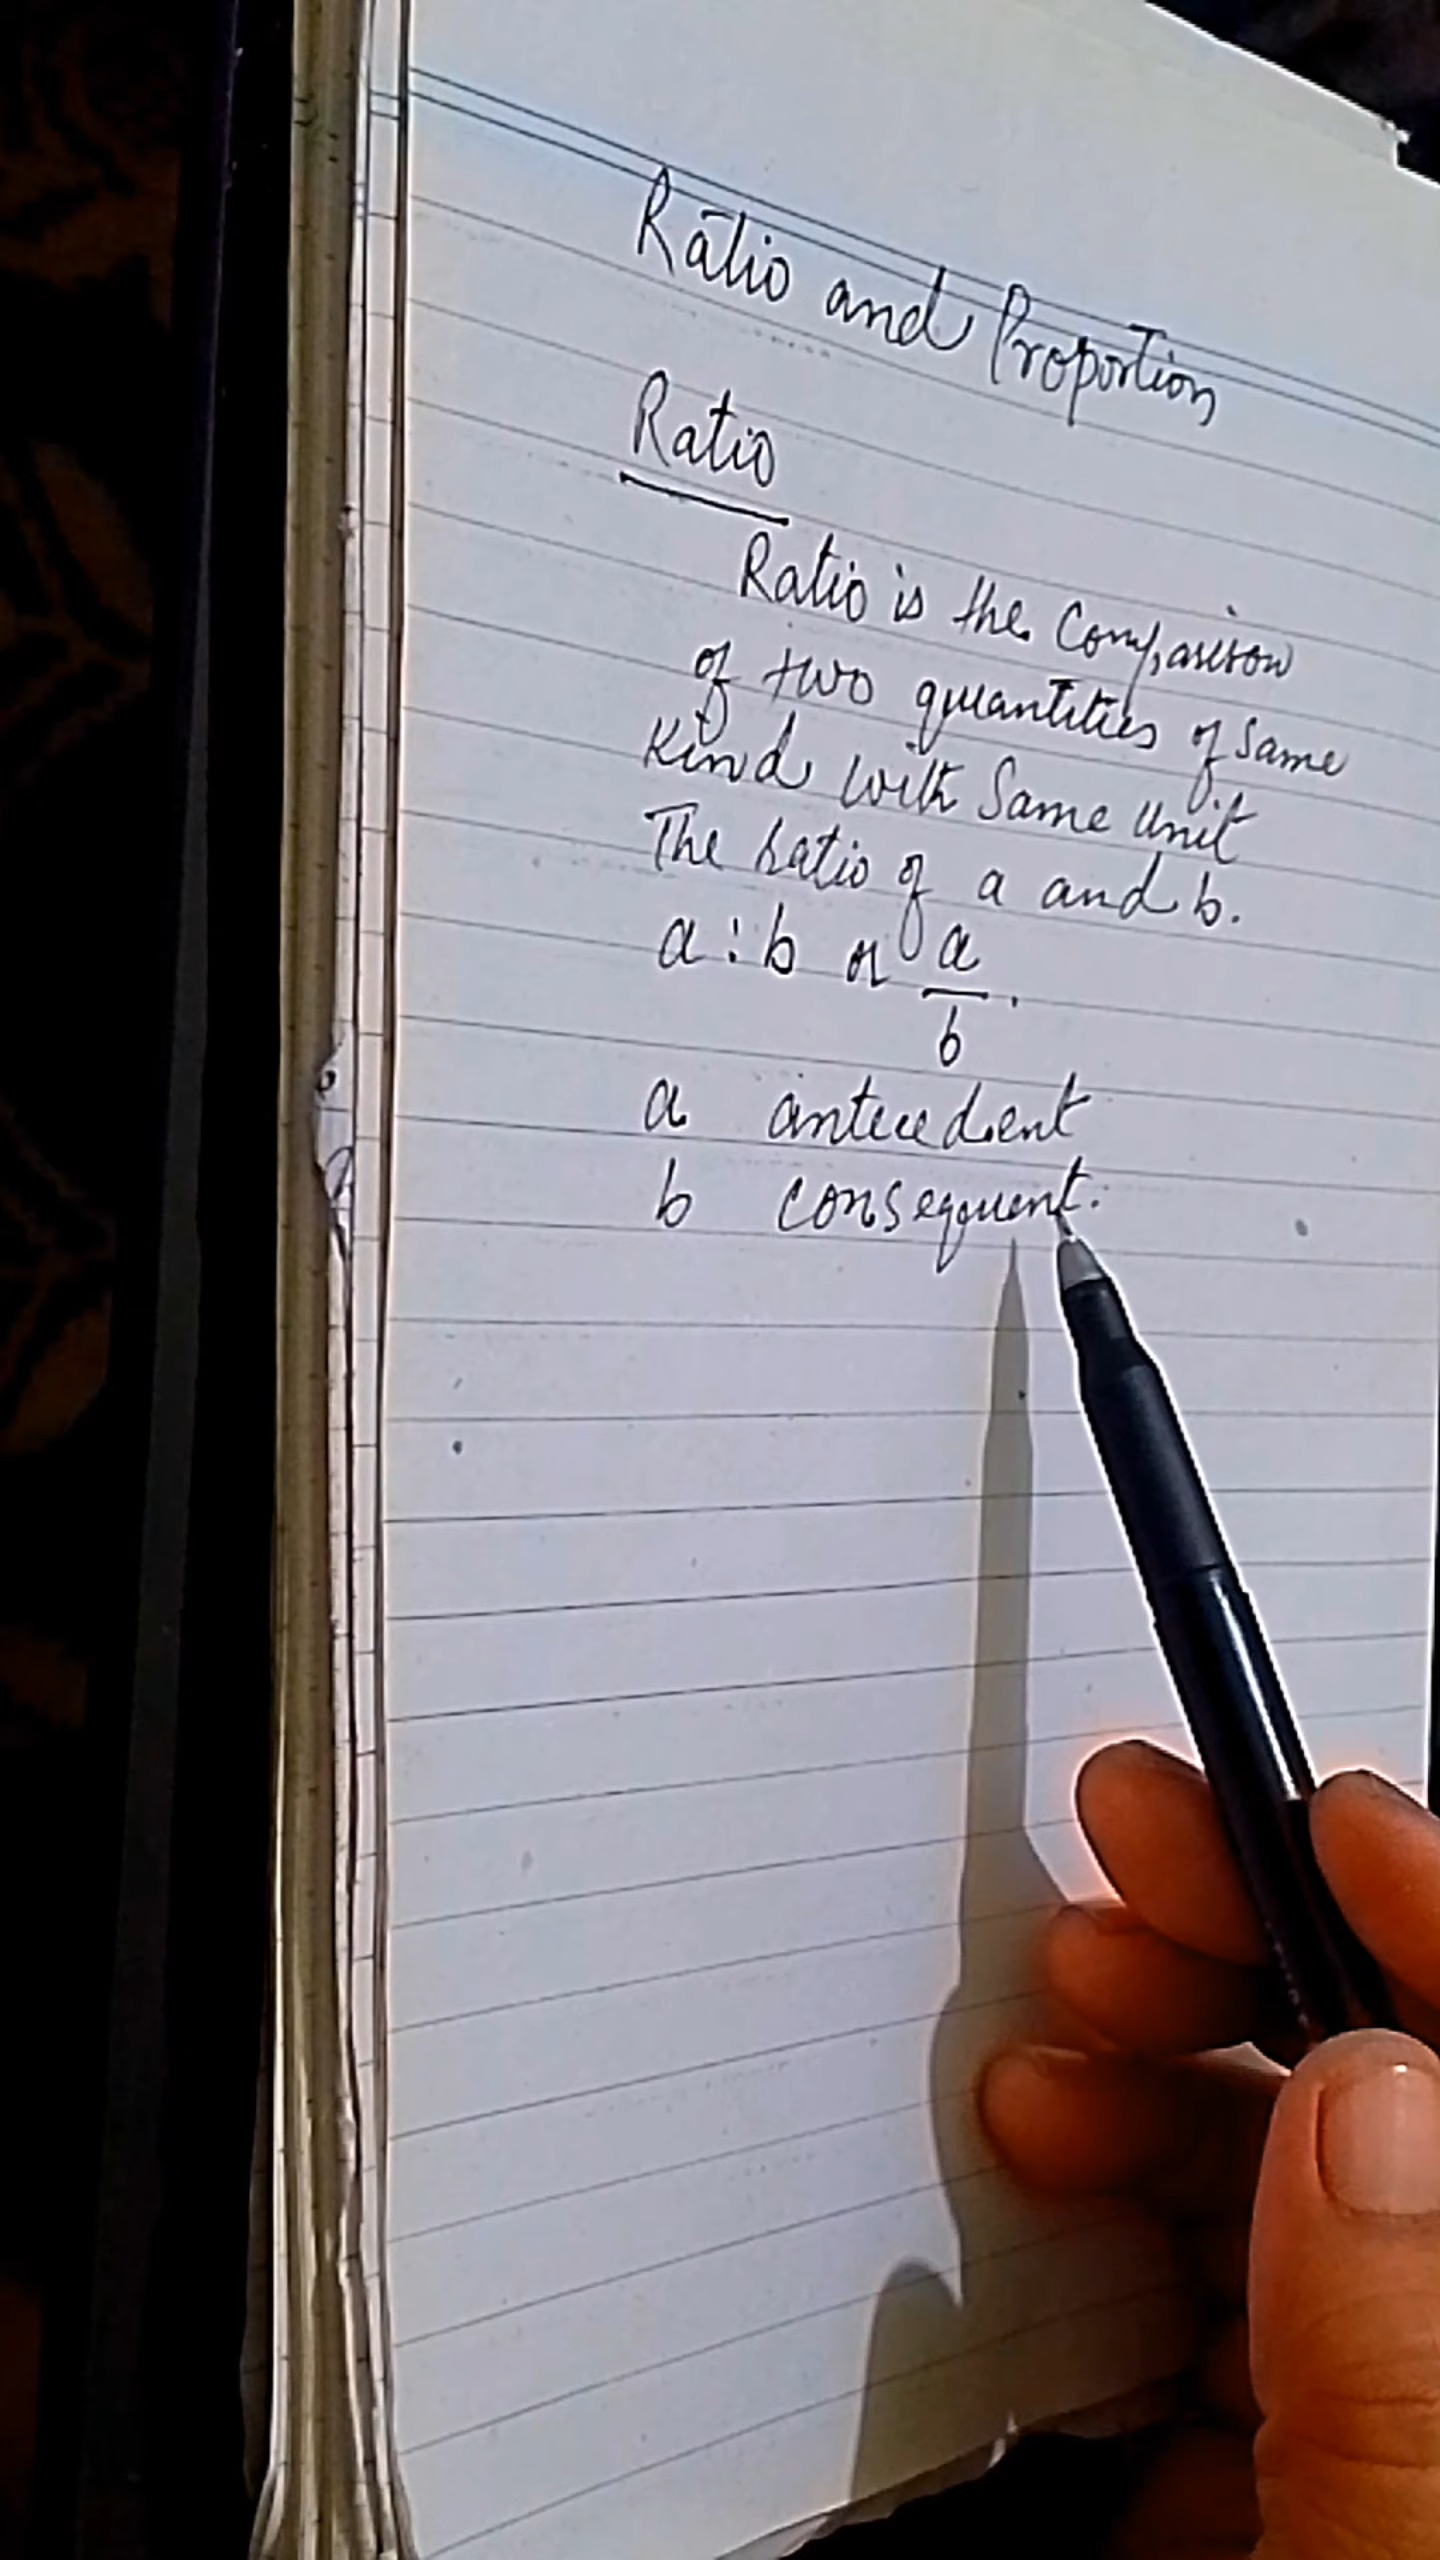 Ratio and Proportion
Ratio
Ratio is the Comparison
of two quantities of same
kind with Same unit
The ratio of a and b.
a : b or a/b.
a antecedent
b consequent.